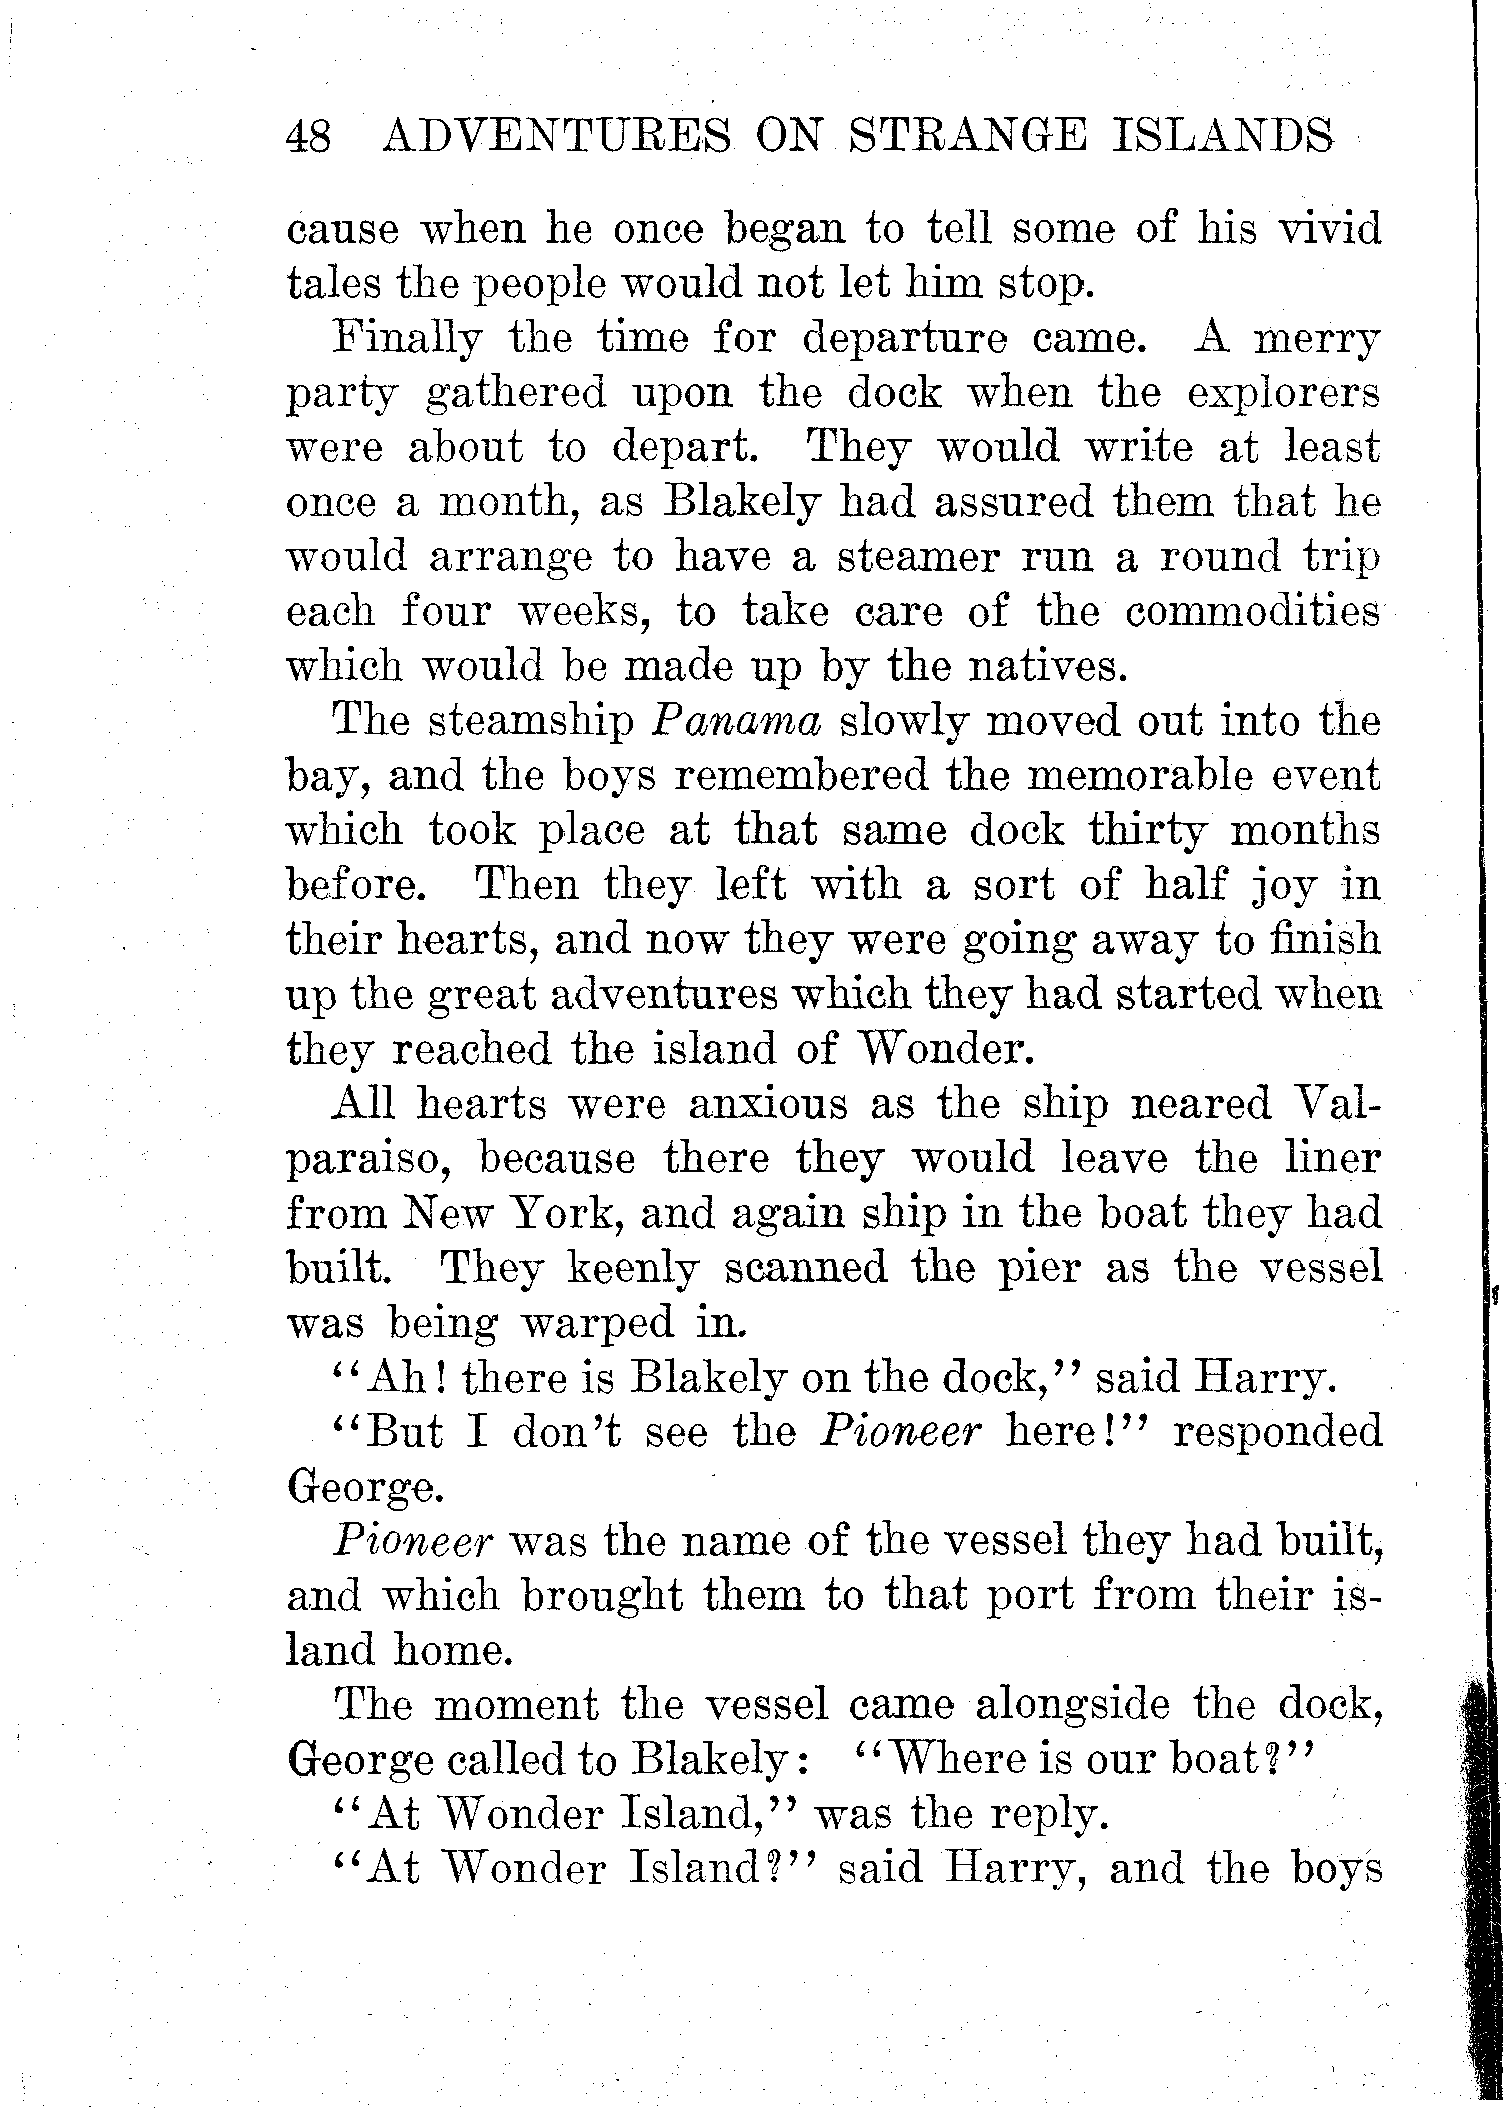 48 ADVENTURES ON STRANGE ISLANDS
cause when he once began to tell some of his vivid
tales the people would not let him stop.
Finally the time for departure came. A merry
party gathered upon the dock when the explorers
were about to depart. They would write at least
once a month, as Blakely had assured them that he
would arrange to have a steamer run a round trip
each four weeks, to take care of the commodities
which would be made up by the natives.
The steamship Panama slowly moved out into the
bay, and the boys remembered the memorable event
which took place at that same dock thirty months
before. Then they left with a sort of half joy in
their hearts, and now they were going away to finish
up the great adventures which they had started when
they reached the island of Wonder.
All hearts were anxious as the ship neared Val-
paraiso, because there they would leave the liner
from New York, and again ship in the boat they had
built. They keenly scanned the pier as the vessel
was being warped in.
"Ah! there is Blakely on the dock," said Harry.
"But I don't see the Pioneer here!" responded
George.
Pioneer was the name of the vessel they had built,
and which brought them to that port from their is-
land home.
The moment the vessel came alongside the dock,
George called to Blakely: "Where is our boat?"
"At Wonder Island," was the reply.
"At Wonder Island?" said Harry, and the boys